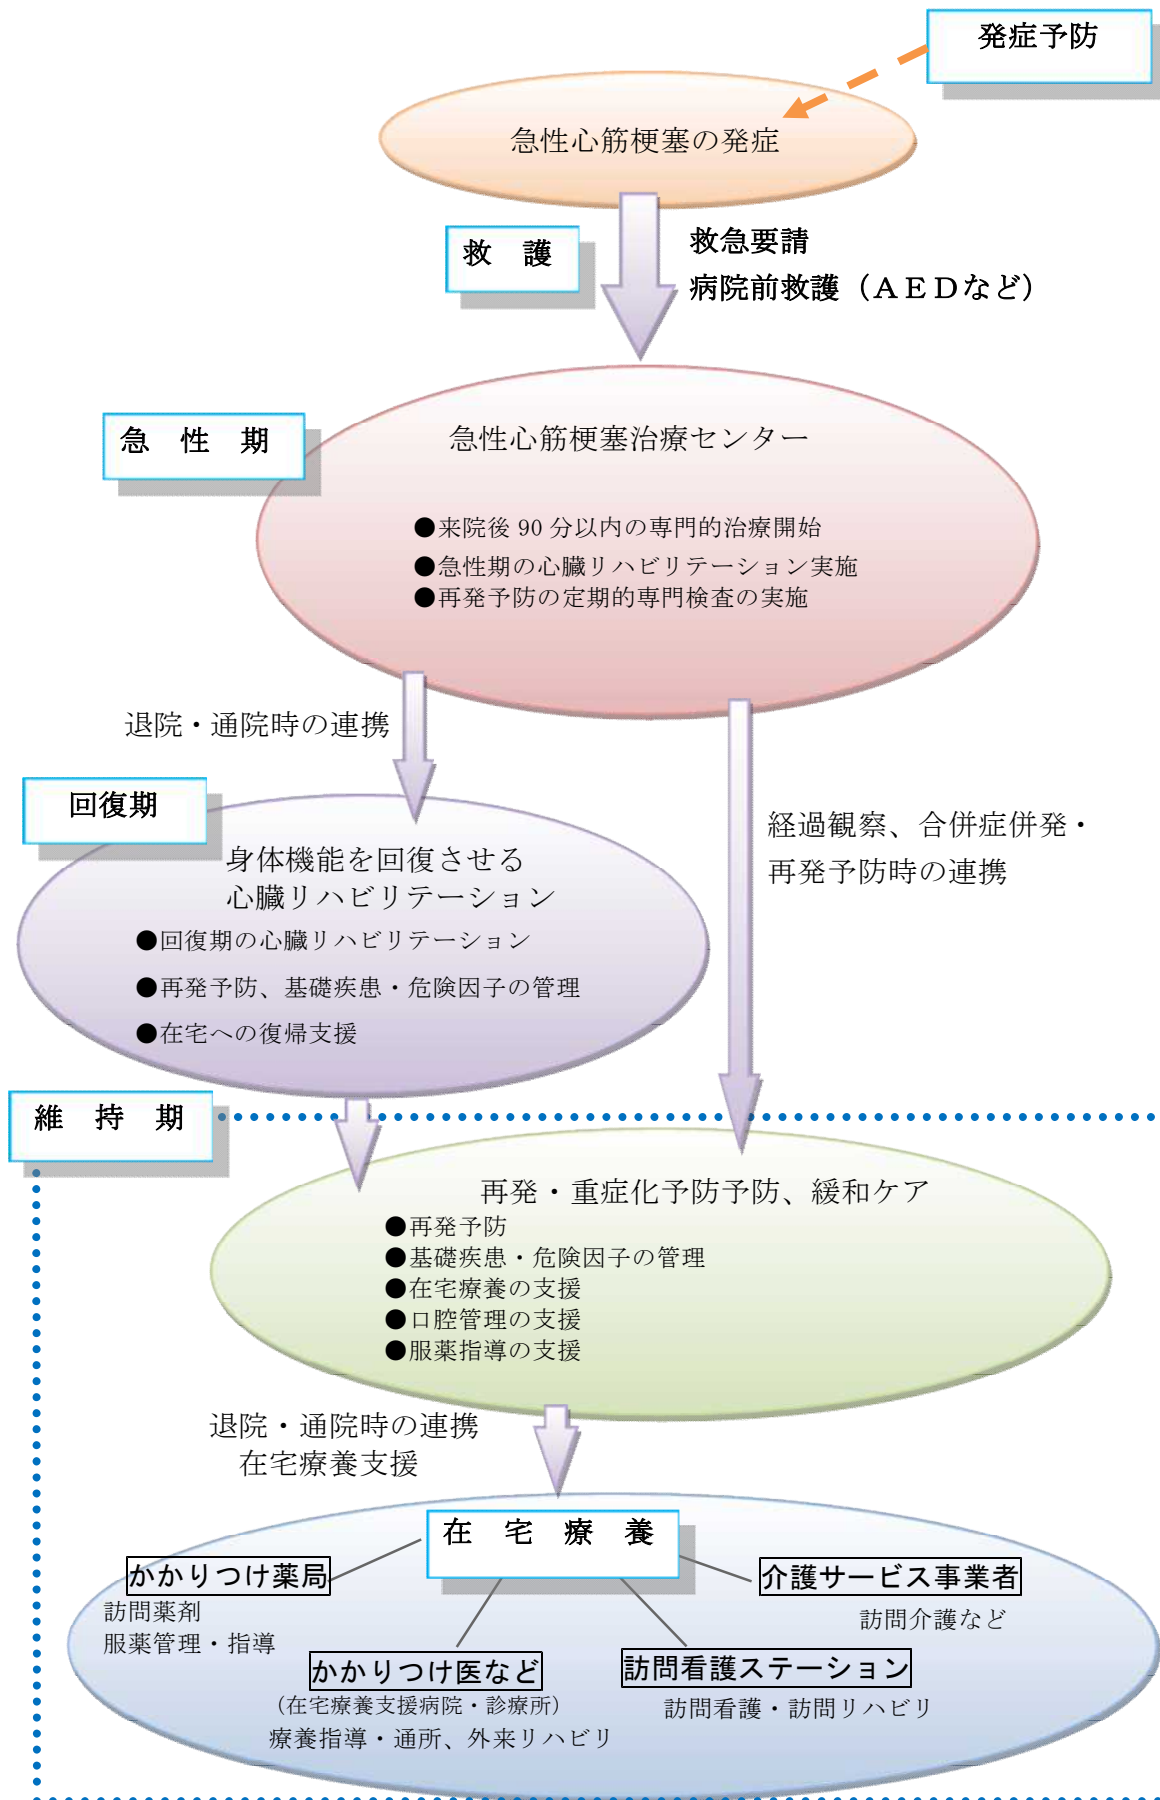 発症予防
急性心筋梗塞の発症
救　護
救急要請
病院前救護（ＡＥＤなど）
急　性　期
急性心筋梗塞治療センター
●来院後 90 分以内の専門的治療開始
●急性期の心臓リハビリテーション実施
●再発予防の定期的専門検査の実施
退院・通院時の連携
回復期
身体機能を回復させる
心臓リハビリテーション
●回復期の心臓リハビリテーション
●再発予防、基礎疾患・危険因子の管理
●在宅への復帰支援
経過観察、合併症併発・
再発予防時の連携
維　持　期
再発・重症化予防予防、緩和ケア
●再発予防
●基礎疾患・危険因子の管理
●在宅療養の支援
●口腔管理の支援
●服薬指導の支援
退院・通院時の連携
在宅療養支援
在　宅　療　養
かかりつけ薬局
訪問薬剤
服薬管理・指導
介護サービス事業者
訪問介護など
かかりつけ医など
（在宅療養支援病院・診療所）
療養指導・通所、外来リハビリ
訪問看護ステーション
訪問看護・訪問リハビリ